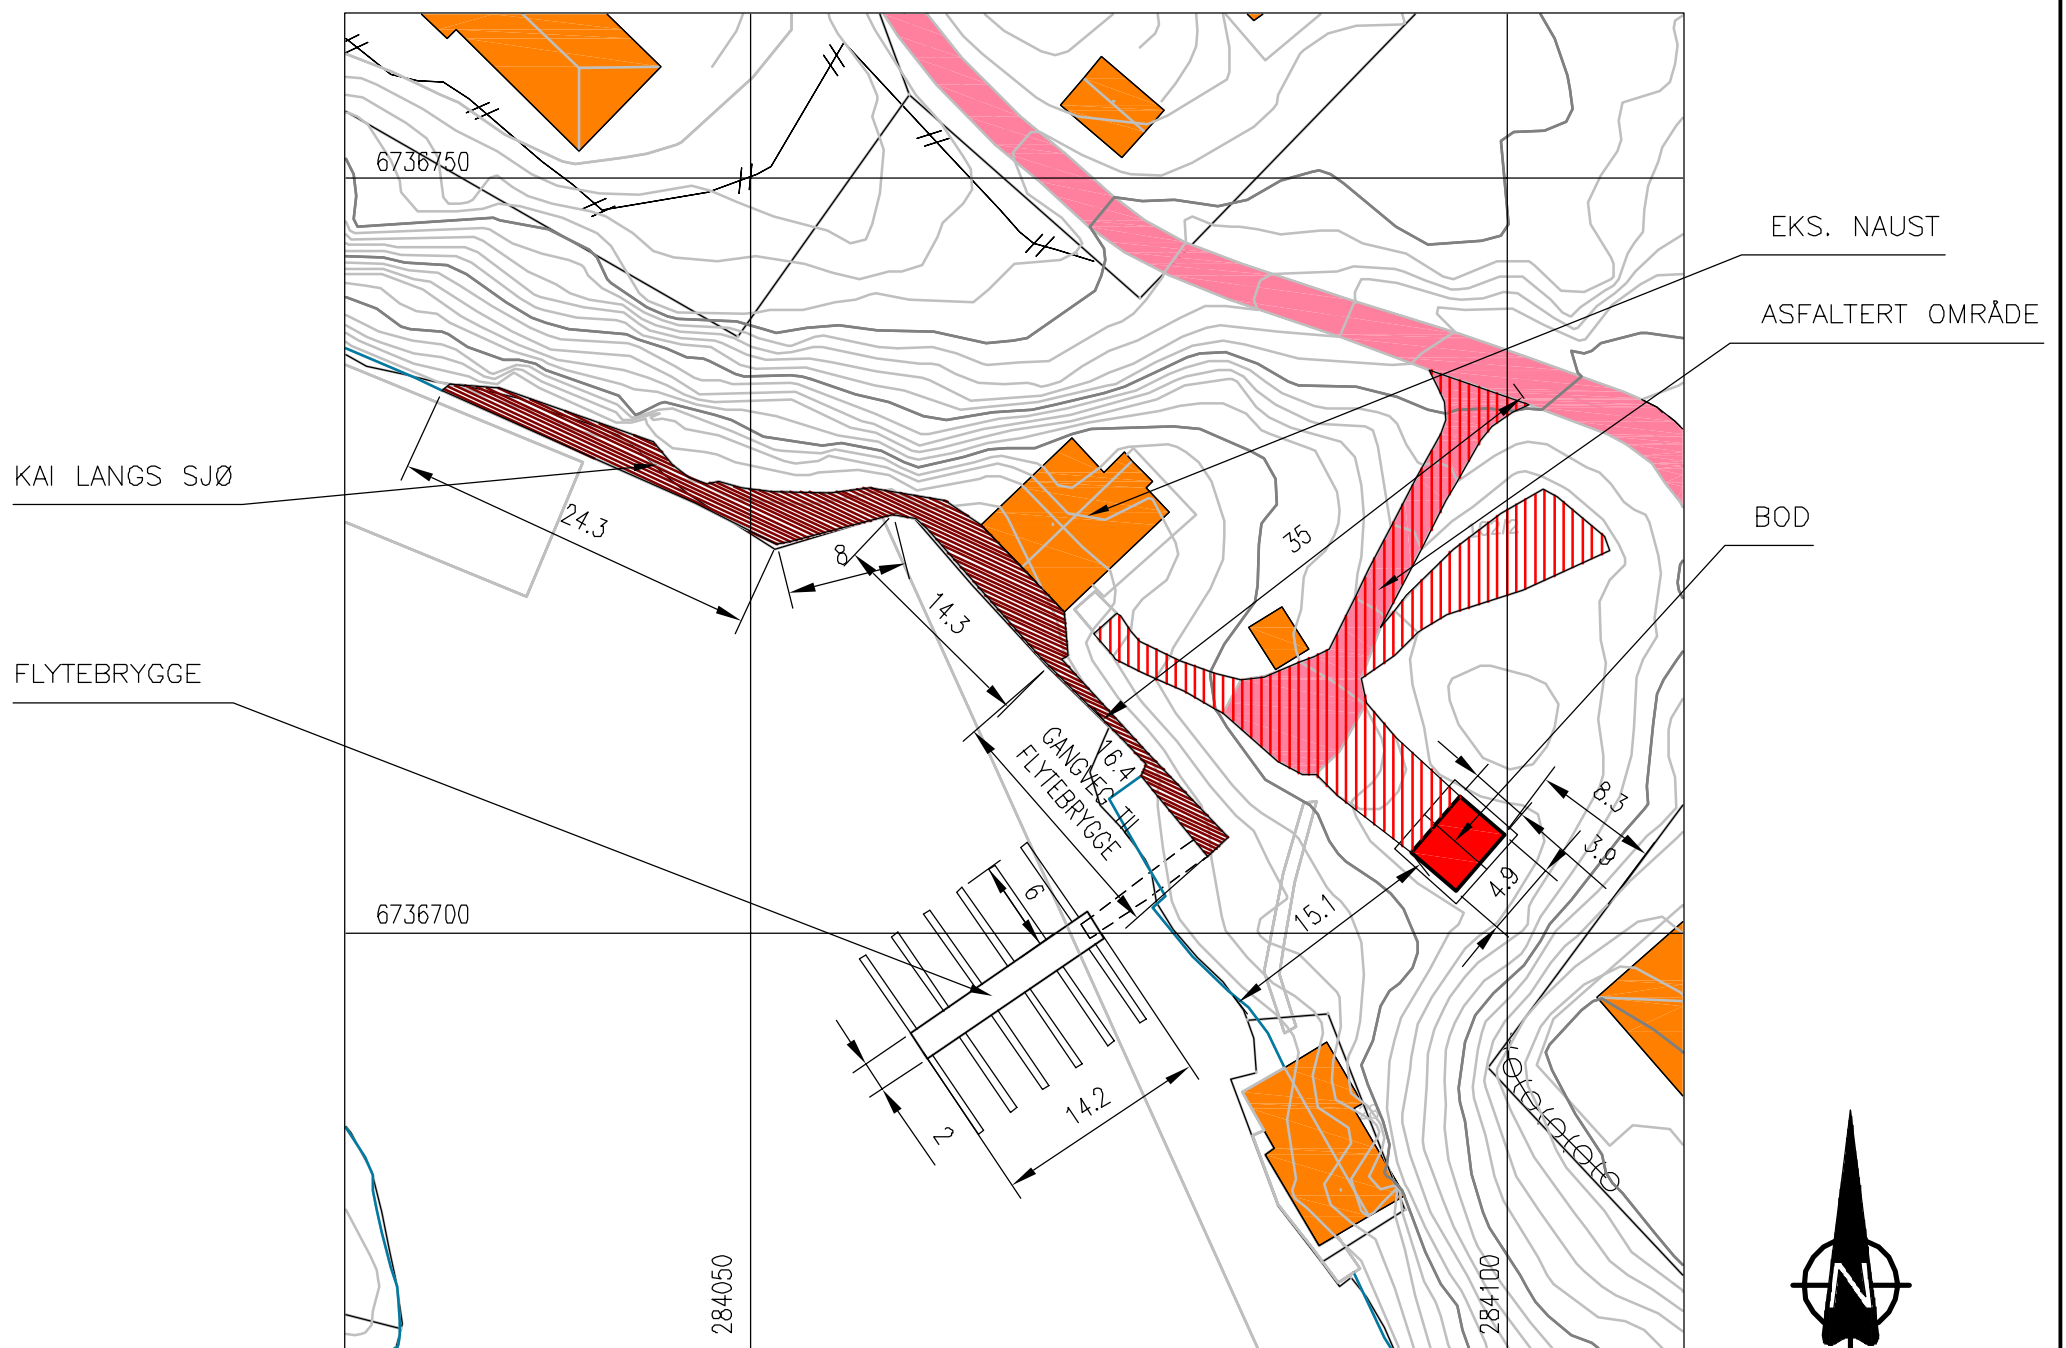 6736750
EKS. NAUST
ASFALTERT OMRÅDE
KAI LANGS SJØ
24.3
8
35
BOD
14.3
FLYTEBRYGGE
16.4
GANGVEG TIL
FLYTEBRYGGE
8.3
3.9
4.9
6
15.1
6736700
14.2
2
284050
284100
N